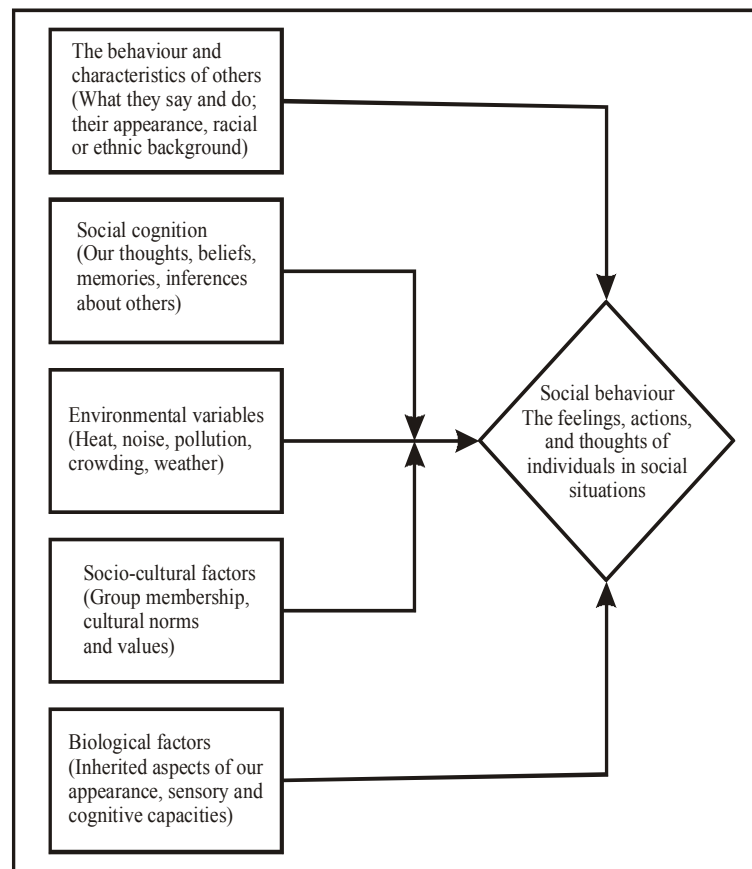 The behaviour and
characteristics of others
(What they say and do;
their appearance, racial
or ethnic background)
Social cognition
(Our thoughts, beliefs,
memories, inferences
about others)
Environmental variables
(Heat, noise, pollution,
crowding, weather)
Socio-cultural factors
(Group membership,
cultural norms
and values)
Biological factors
(Inherited aspects of our
appearance, sensory and
cognitive capacities)
Social behaviour
The feelings, actions,
and thoughts of
individuals in social
situations